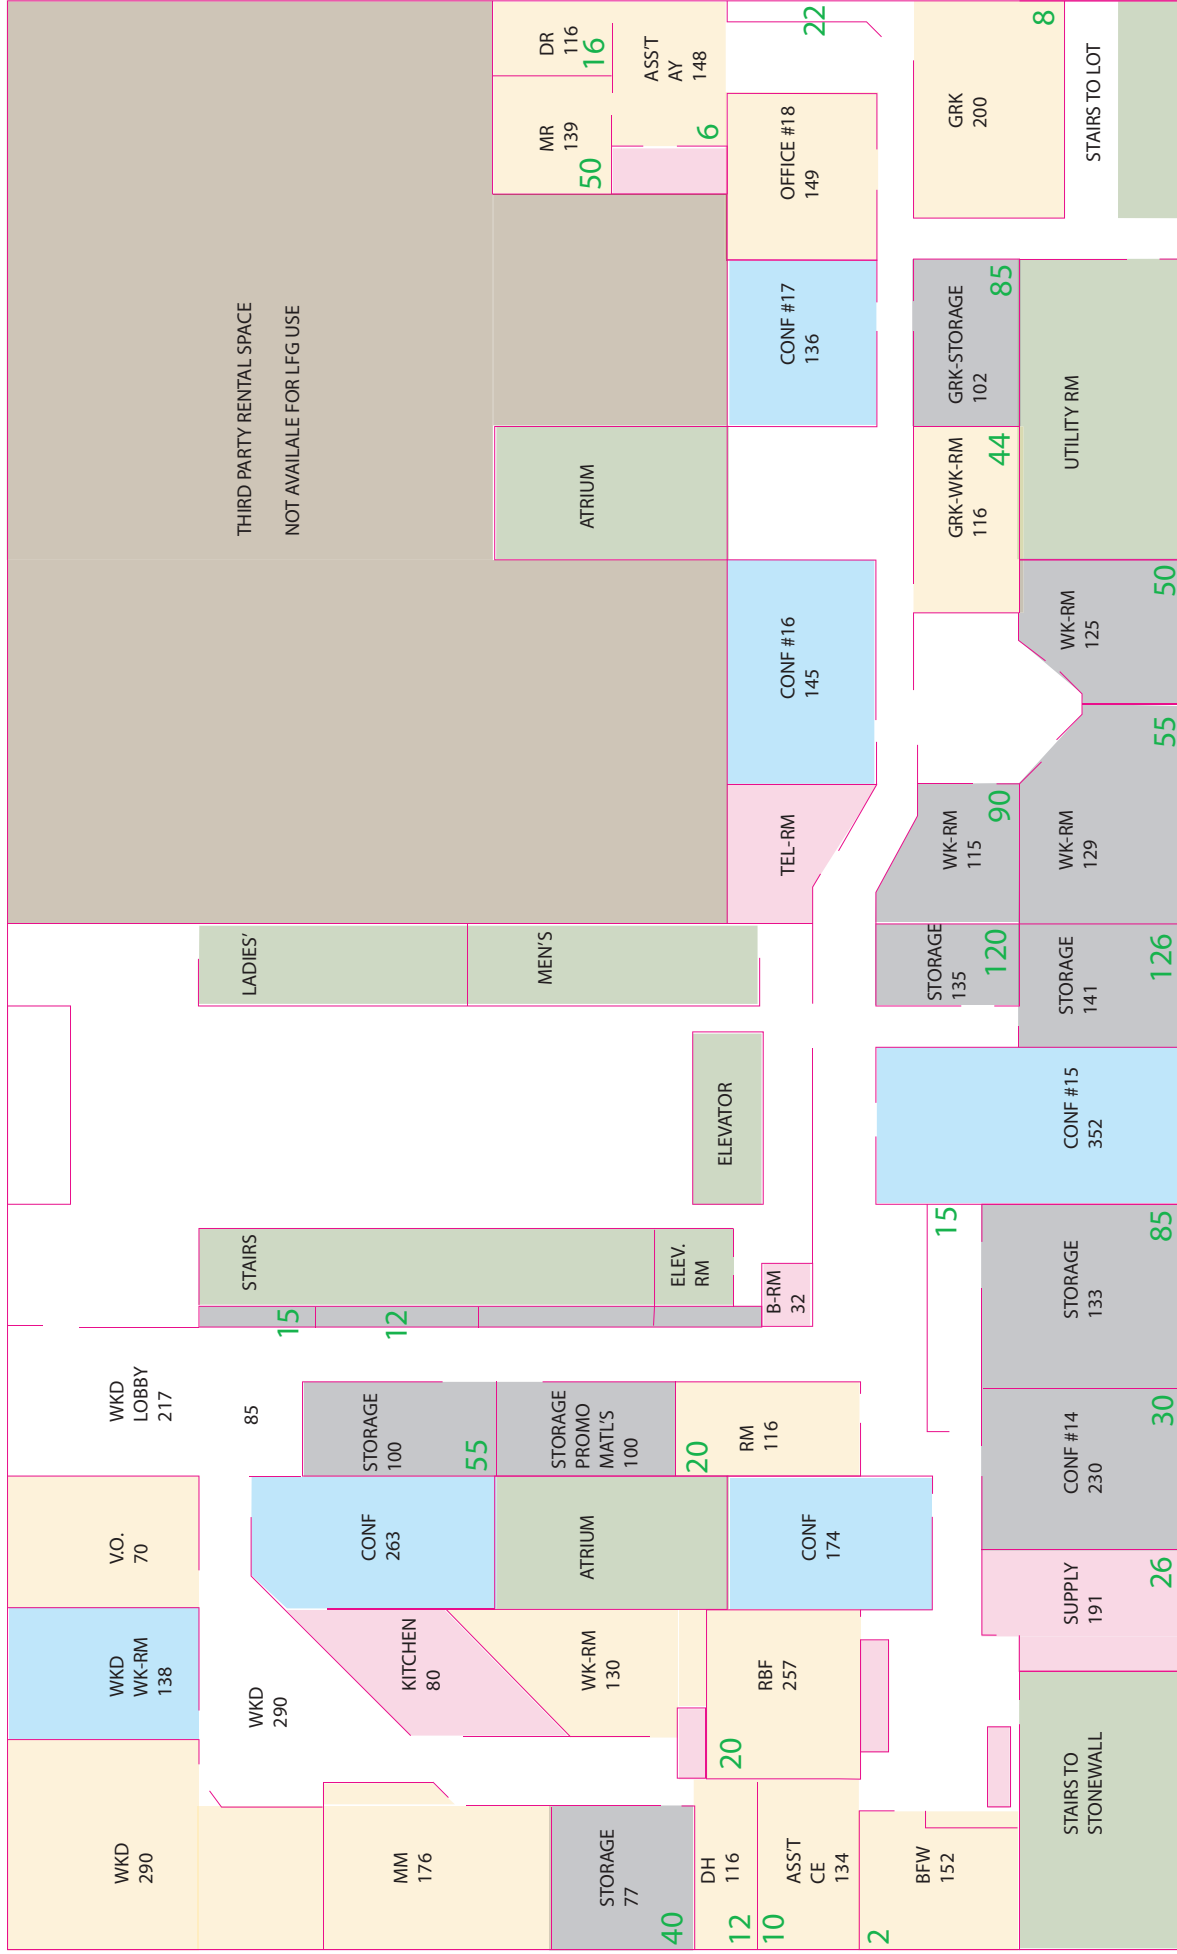 WKD
290
WKD
WK-RM
138
V.O.
70
WKD
LOBBY
217
WKD
290
85
STAIRS
15
LADIES'
THIRD PARTY RENTAL SPACE
NOT AVAILALE FOR LFG USE
MM
176
KITCHEN
80
CONF
263
STORAGE
100
55
12
STORAGE
77
40
WK-RM
130
ATRIUM
STORAGE
PROMO
MATL'S
100
MEN'S
ATRIUM
MR
139
50
DR
116
16
DH
116
12
ASS'T
AY
148
6
ELEV.
RM
ELEVATOR
20
RBF
257
20
RM
116
B-RM
32
ASS'T
CE
134
10
CONF
174
TEL-RM
CONF #16
145
CONF #17
136
OFFICE #18
149
22
BFW
152
2
15
STORAGE
135
120
WK-RM
115
90
GRK-WK-RM
116
44
GRK-STORAGE
102
85
GRK
200
8
STAIRS TO
STONEWALL
SUPPLY
191
26
CONF #14
230
30
STORAGE
133
85
CONF #15
352
STORAGE
141
126
WK-RM
129
55
WK-RM
125
50
UTILITY RM
STAIRS TO LOT